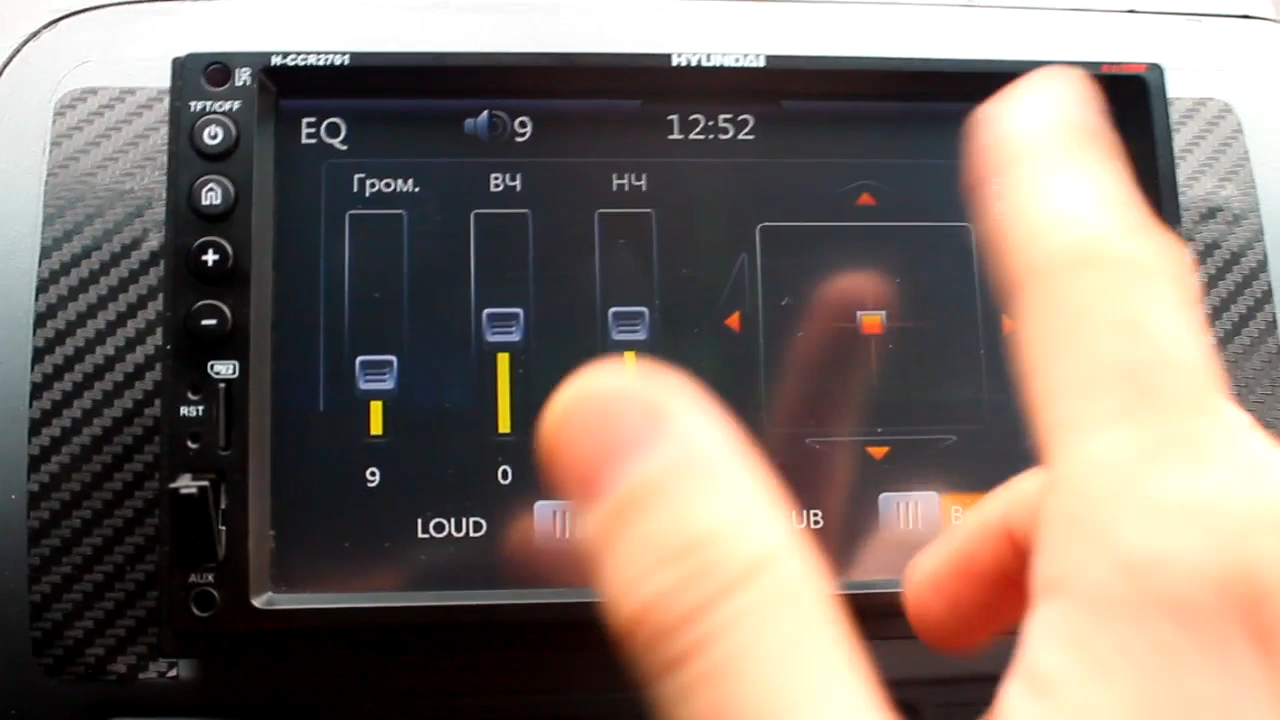 H-CCR2701
HYUNDAI
TFT/OFF
EQ
9
12:52
Гром.
ВЧ
НЧ
RST
9
0
LOUD
UB
В
AUX